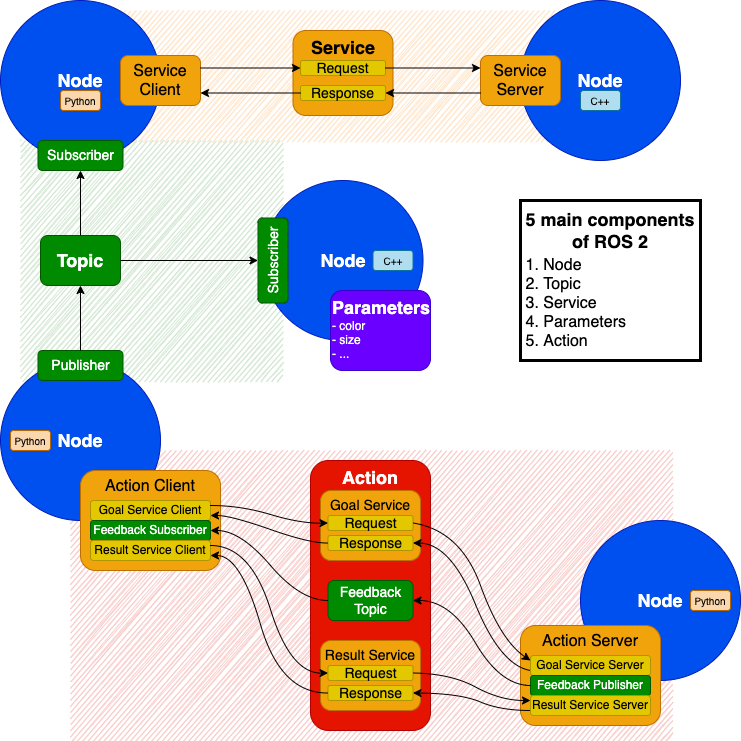 Node
Python
Service
Client
Service
Request
Response
Service
Server
Node
C++
Subscriber
Topic
Publisher
Subscriber
Node
C++
Parameters
- color
- size
- ...
5 main components
of ROS 2
1. Node
2. Topic
3. Service
4. Parameters
5. Action
Python
Node
Action Client
Goal Service Client
Feedback Subscriber
Result Service Client
Action
Goal Service
Request
Response
Feedback
Topic
Result Service
Request
Response
Node
Python
Action Server
Goal Service Server
Feedback Publisher
Result Service Server